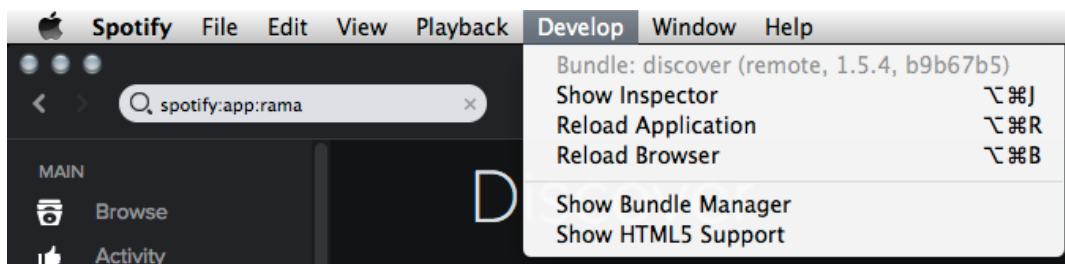 Spotify File Edit View Playback Develop Window Help
Bundle: discover (remote, 1.5.4, b9b67b5)
Show Inspector ⌥⌘J
Reload Application ⌥⌘R
Reload Browser ⌥⌘B
Show Bundle Manager
Show HTML5 Support
spotify:app:rama
MAIN
Browse
Activity
Discover